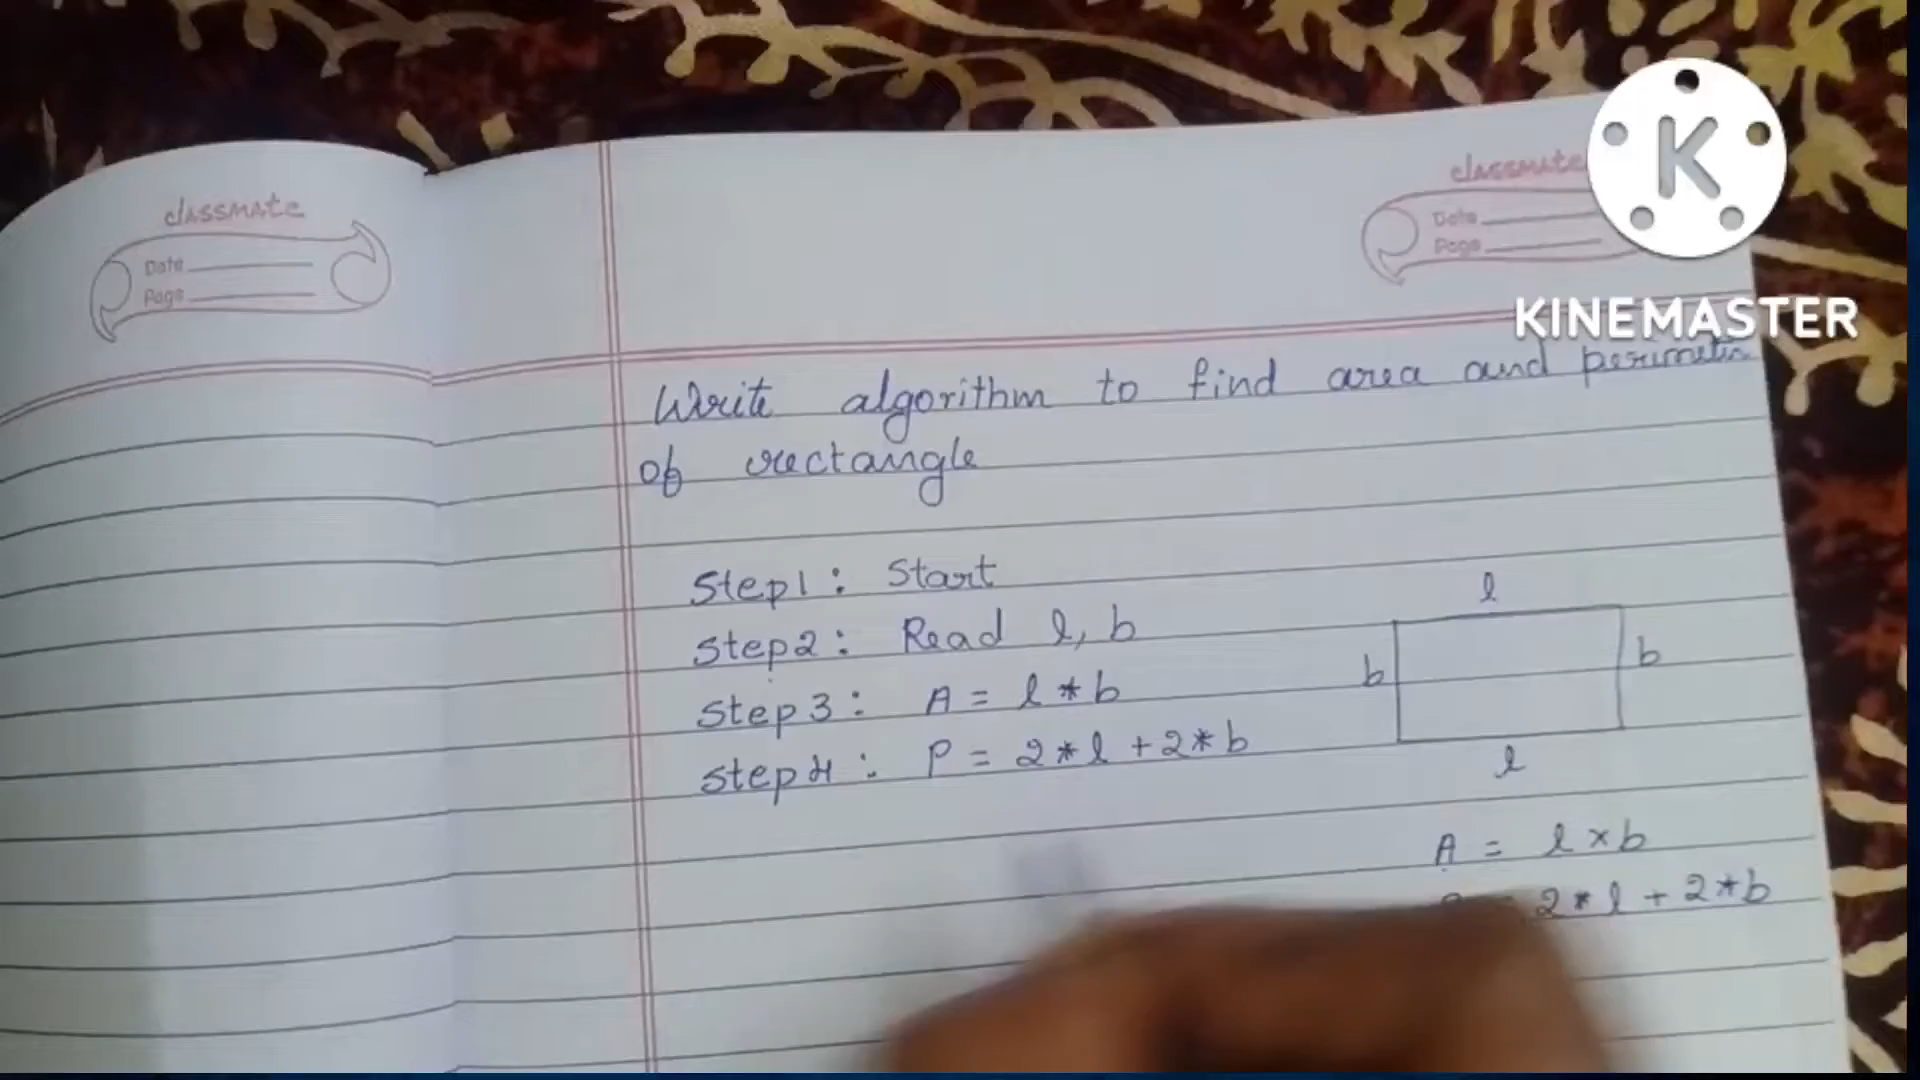 classmate
Date
Page
classmate
Date
Page
KINEMASTER
Write algorithm to find area and perimeter
of rectangle
Step1 : Start
Step2 : Read l, b
Step3 : A = l * b
Step4 : P = 2 * l + 2 * b
l
b
b
l
A = l × b
= 2 * l + 2 * b